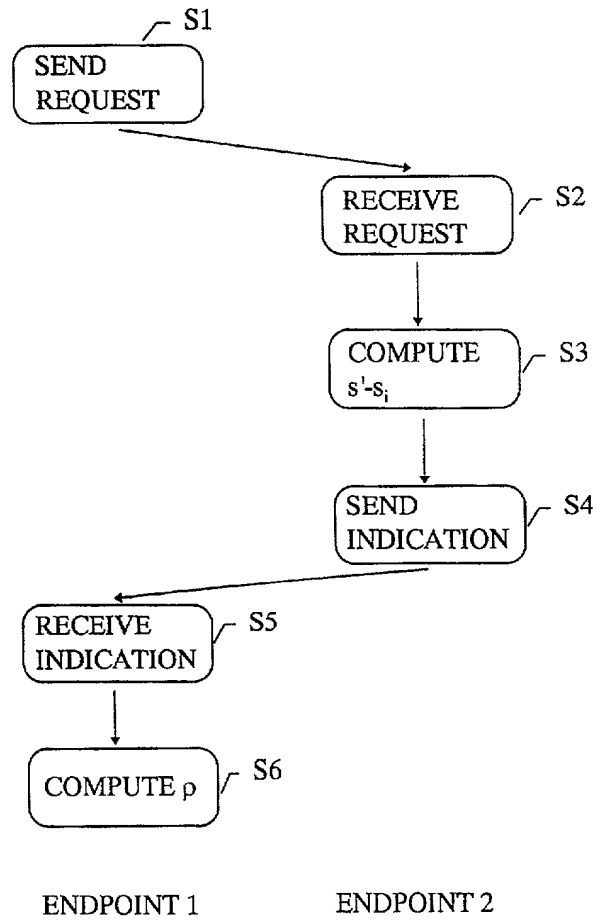 S1
SEND
REQUEST
RECEIVE
REQUEST
S2
COMPUTE
s'-sᵢ
S3
SEND
INDICATION
S4
RECEIVE
INDICATION
S5
COMPUTE ρ
S6
ENDPOINT 1
ENDPOINT 2